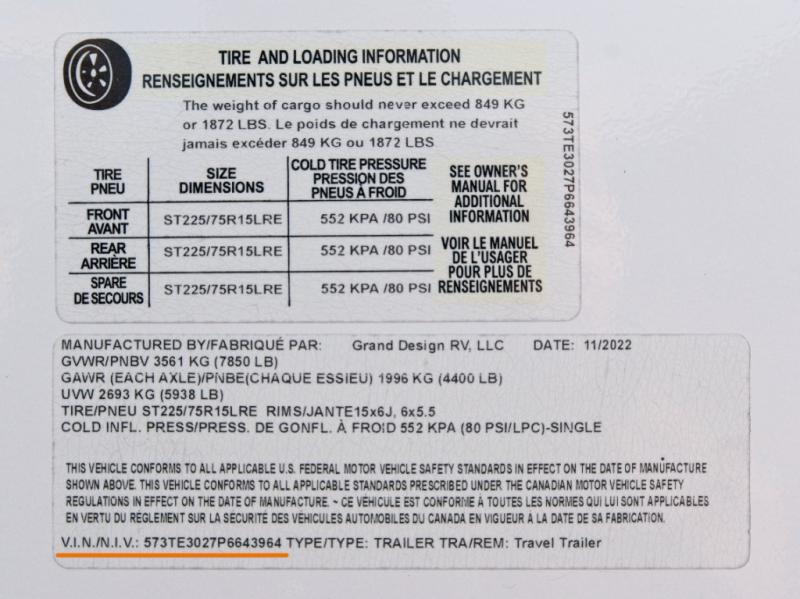 TIRE AND LOADING INFORMATION
RENSEIGNEMENTS SUR LES PNEUS ET LE CHARGEMENT
The weight of cargo should never exceed 849 KG
or 1872 LBS. Le poids de chargement ne devrait
jamais excéder 849 KG ou 1872 LBS
TIRE PNEU SIZE DIMENSIONS COLD TIRE PRESSURE PRESSION DES PNEUS À FROID
FRONT AVANT ST225/75R15LRE 552 KPA /80 PSI
REAR ARRIÈRE ST225/75R15LRE 552 KPA /80 PSI
SPARE DE SECOURS ST225/75R15LRE 552 KPA /80 PSI
SEE OWNER'S
MANUAL FOR
ADDITIONAL
INFORMATION
VOIR LE MANUEL
DE L'USAGER
POUR PLUS DE
RENSEIGNEMENTS
573TE3027P6643964
MANUFACTURED BY/FABRIQUÉ PAR: Grand Design RV, LLC DATE: 11/2022
GVWR/PNBV 3561 KG (7850 LB)
GAWR (EACH AXLE)/PNBE(CHAQUE ESSIEU) 1996 KG (4400 LB)
UVW 2693 KG (5938 LB)
TIRE/PNEU ST225/75R15LRE RIMS/JANTE15x6J, 6x5.5
COLD INFL. PRESS/PRESS. DE GONFL. À FROID 552 KPA (80 PSI/LPC)-SINGLE
THIS VEHICLE CONFORMS TO ALL APPLICABLE U.S. FEDERAL MOTOR VEHICLE SAFETY STANDARDS IN EFFECT ON THE DATE OF MANUFACTURE
SHOWN ABOVE. THIS VEHICLE CONFORMS TO ALL APPLICABLE STANDARDS PRESCRIBED UNDER THE CANADIAN MOTOR VEHICLE SAFETY
REGULATIONS IN EFFECT ON THE DATE OF MANUFACTURE. ~ CE VÉHICULE EST CONFORME À TOUTES LES NORMES QUI LUI SONT APPLICABLES
EN VERTU DU RÈGLEMENT SUR LA SÉCURITÉ DES VÉHICULES AUTOMOBILES DU CANADA EN VIGUEUR A LA DATE DE SA FABRICATION.
V.I.N./N.I.V.: 573TE3027P6643964 TYPE/TYPE: TRAILER TRA/REM: Travel Trailer